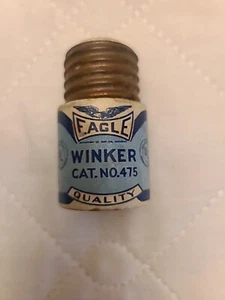 EAGLE
WINKER
CAT. NO.475
QUALITY